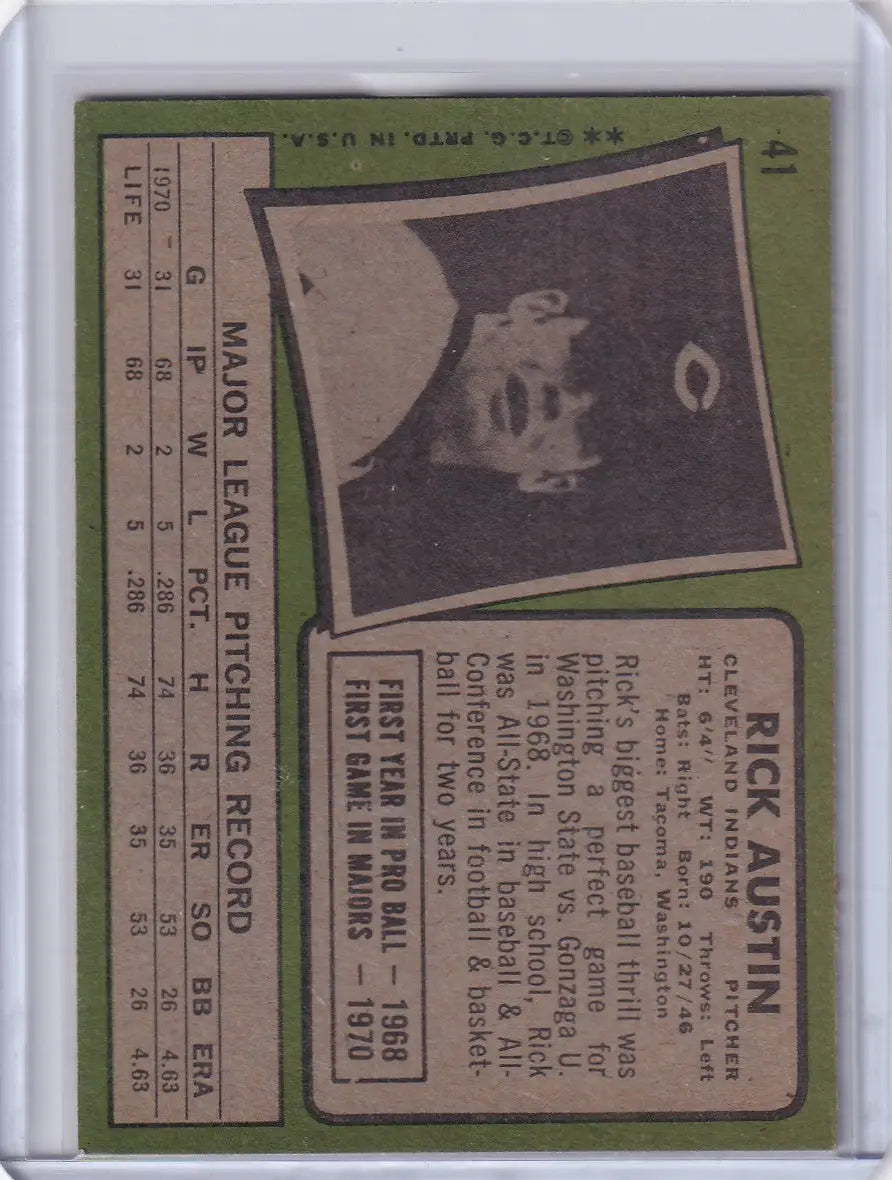 41
**©T.C.G. PRTD. IN U.S.A.
C
RICK AUSTIN
CLEVELAND INDIANS PITCHER
HT: 6'4" WT: 190 Throws: Left
Bats: Right Born: 10/27/46
Home: Tacoma, Washington
Rick's biggest baseball thrill was
pitching a perfect game for
Washington State vs. Gonzaga U.
in 1968. In high school, Rick
was All-State in baseball & All-
Conference in football & basket-
ball for two years.
FIRST YEAR IN PRO BALL — 1968
FIRST GAME IN MAJORS — 1970
MAJOR LEAGUE PITCHING RECORD
G IP W L PCT. H R ER SO BB ERA
1970 31 68 2 5 .286 74 36 35 53 26 4.63
LIFE 31 68 2 5 .286 74 36 35 53 26 4.63